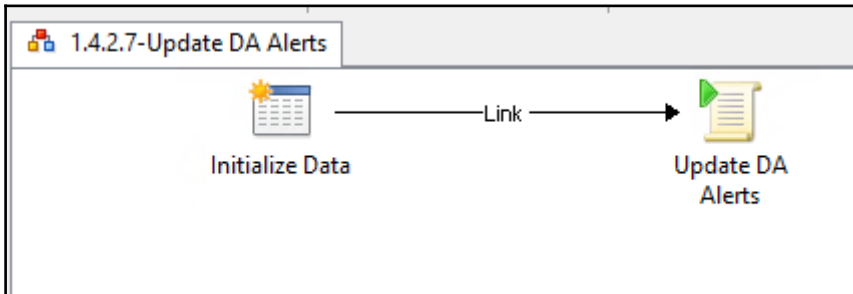 1.4.2.7-Update DA Alerts
Link
Initialize Data
Update DA
Alerts